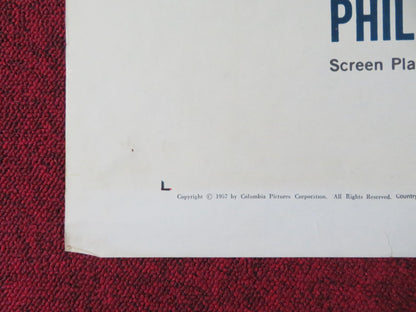 PHIL
Screen Pla
Copyright © 1957 by Columbia Pictures Corporation. All Rights Reserved. Country